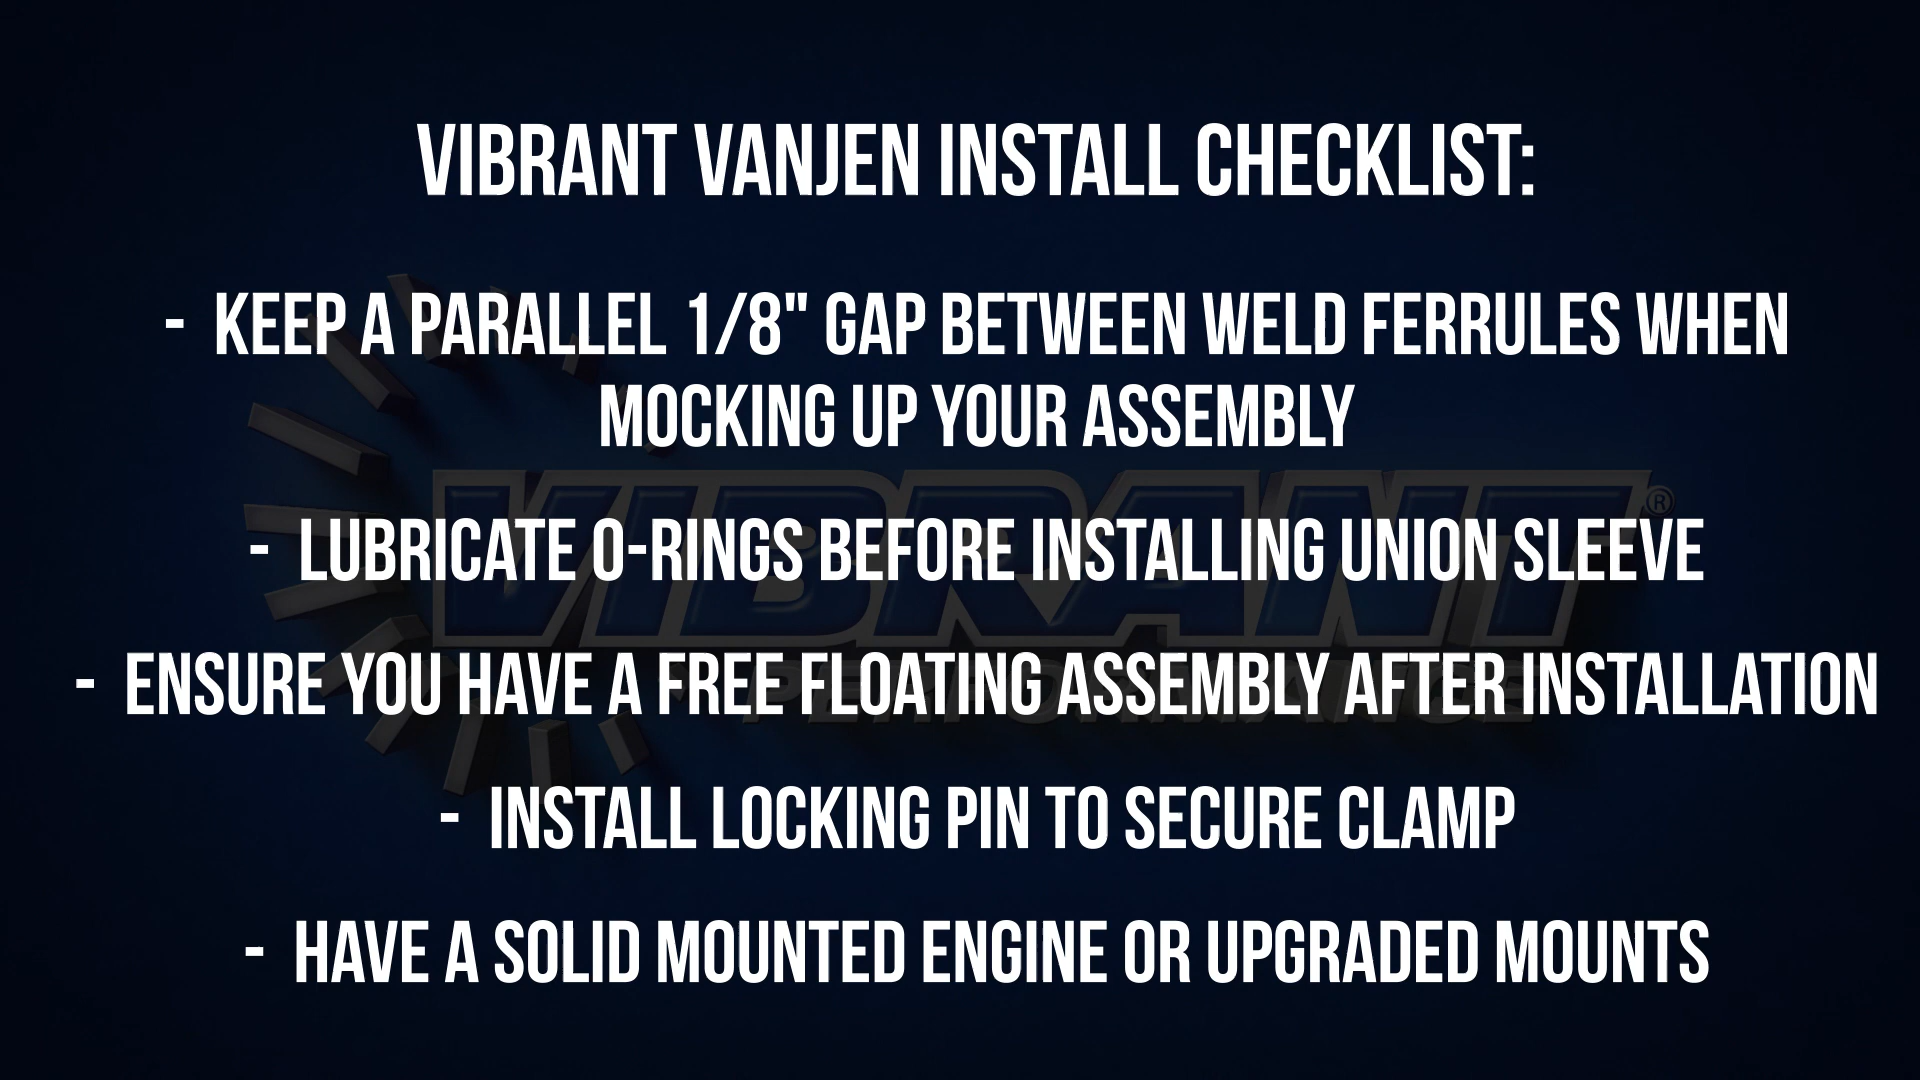 VIBRANT VANJEN INSTALL CHECKLIST:
- KEEP A PARALLEL 1/8" GAP BETWEEN WELD FERRULES WHEN
MOCKING UP YOUR ASSEMBLY
VIBRANT®
- LUBRICATE O-RINGS BEFORE INSTALLING UNION SLEEVE
- ENSURE YOU HAVE A FREE FLOATING ASSEMBLY AFTER INSTALLATION
PERFORMANCE
- INSTALL LOCKING PIN TO SECURE CLAMP
- HAVE A SOLID MOUNTED ENGINE OR UPGRADED MOUNTS